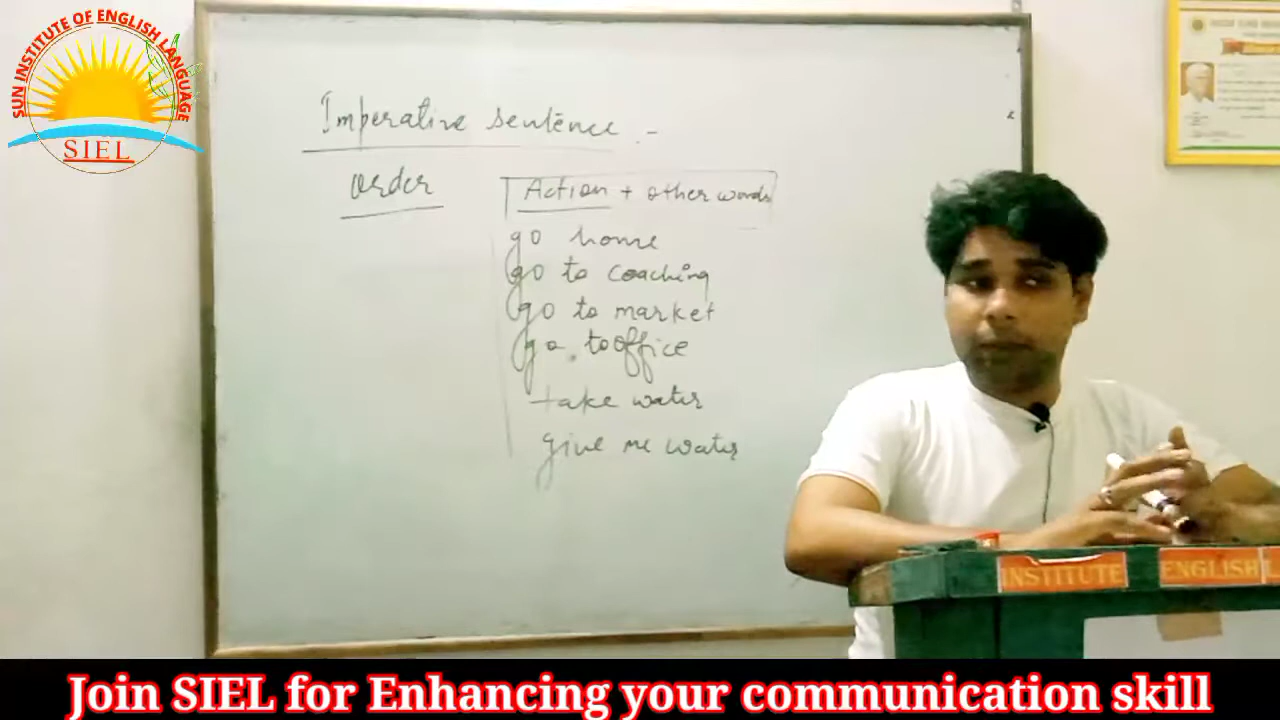 SUN INSTITUTE OF ENGLISH LANGUAGE
SIEL
Imperative sentence -
order
Action + other words
go home
go to coaching
go to market
go to office
take water
give me water
INSTITUTE
ENGLISH L
Join SIEL for Enhancing your communication skill